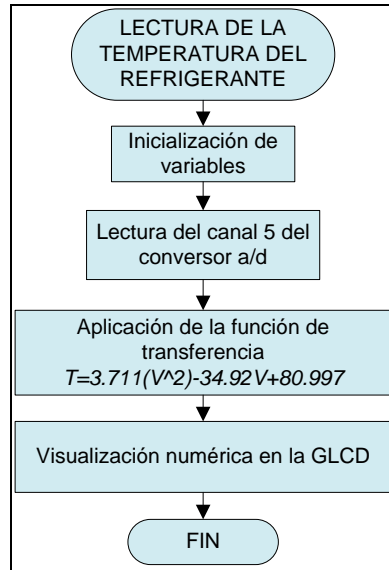 LECTURA DE LA
TEMPERATURA DEL
REFRIGERANTE
Inicialización de
variables
Lectura del canal 5 del
conversor a/d
Aplicación de la función de
transferencia
T=3.711(V^2)-34.92V+80.997
Visualización numérica en la GLCD
FIN